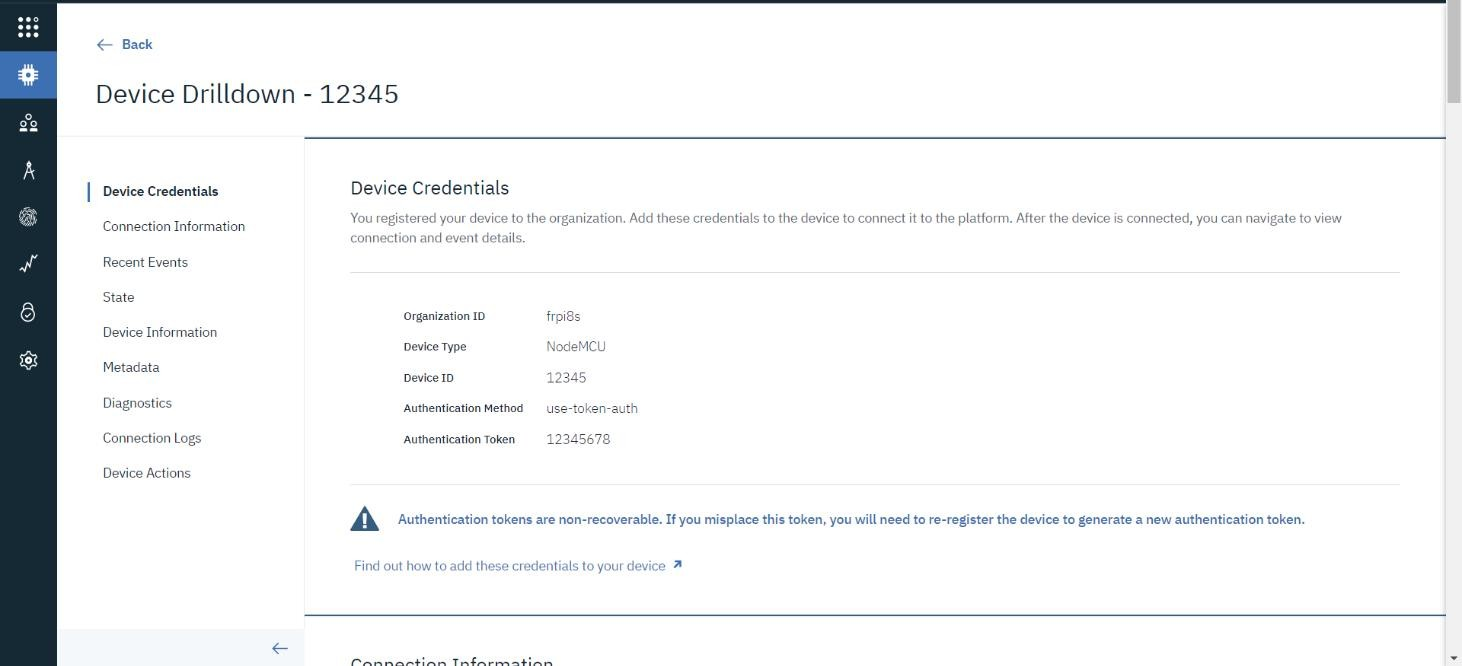 Back
Device Drilldown - 12345
Device Credentials
Connection Information
Recent Events
State
Device Information
Metadata
Diagnostics
Connection Logs
Device Actions
Device Credentials
You registered your device to the organization. Add these credentials to the device to connect it to the platform. After the device is connected, you can navigate to view
connection and event details.
Organization ID frpi8s
Device Type NodeMCU
Device ID 12345
Authentication Method use-token-auth
Authentication Token 12345678
Authentication tokens are non-recoverable. If you misplace this token, you will need to re-register the device to generate a new authentication token.
Find out how to add these credentials to your device
Connection Information